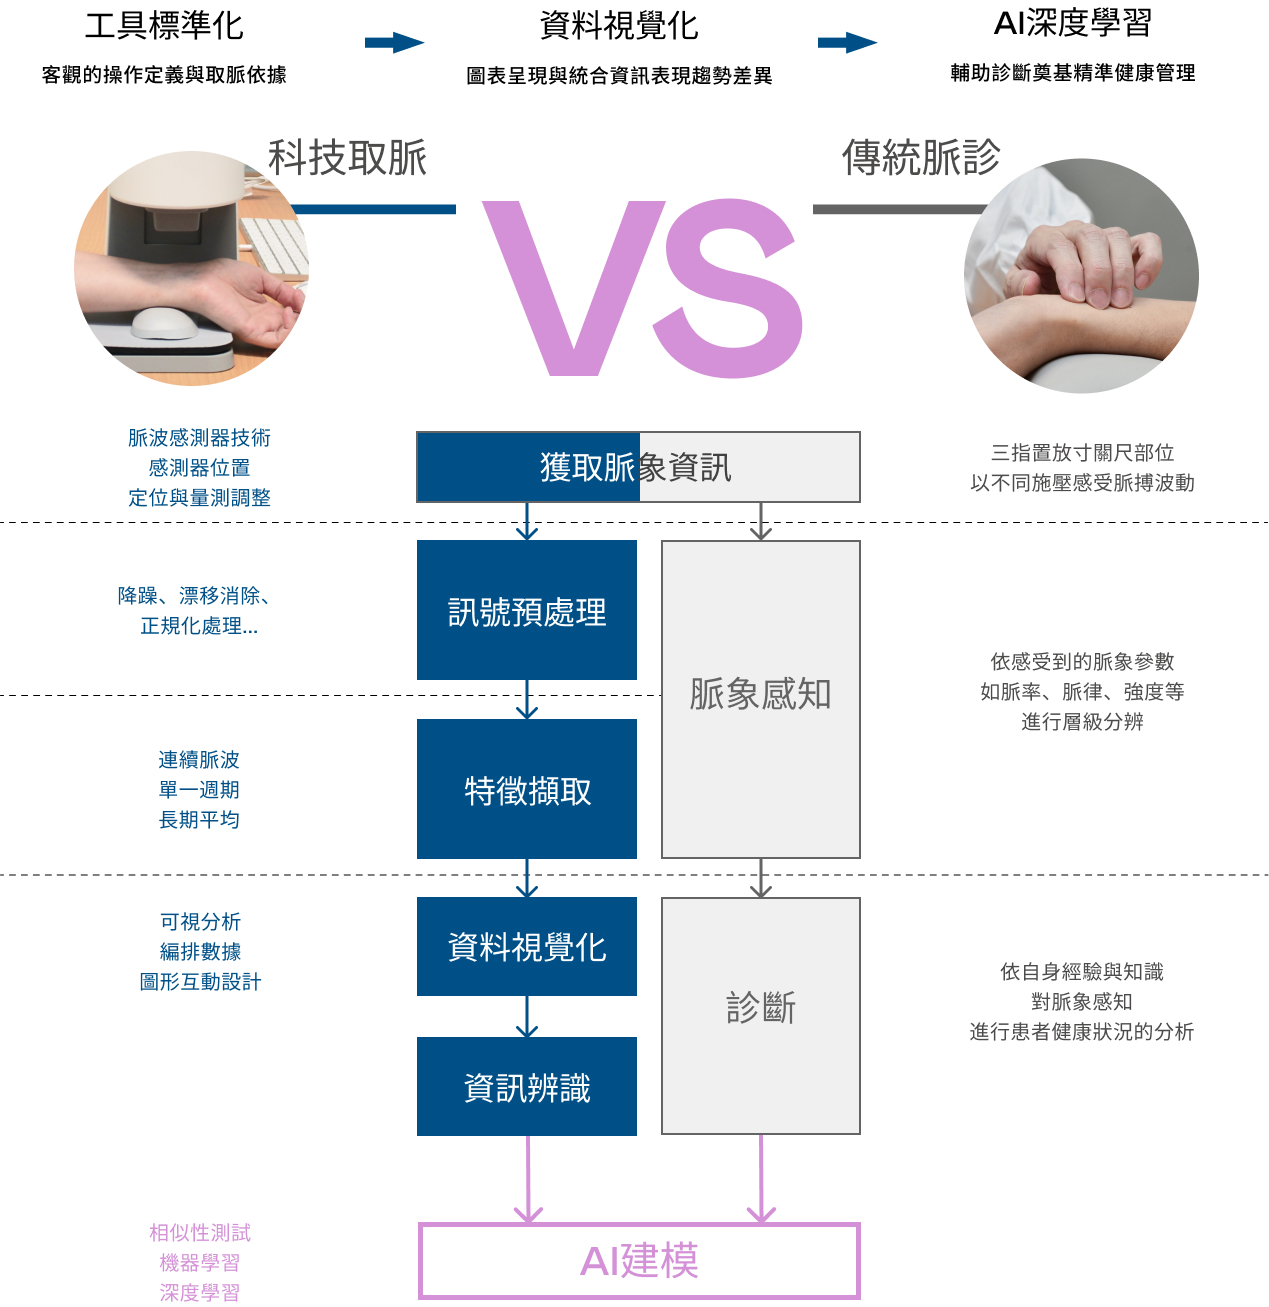 工具標準化
客觀的操作定義與取脈依據
資料視覺化
圖表呈現與統合資訊表現趨勢差異
AI深度學習
輔助診斷奠基精準健康管理
科技取脈
VS
傳統脈診
脈波感測器技術
感測器位置
定位與量測調整
獲取脈象資訊
三指置放寸關尺部位
以不同施壓感受脈搏波動
降躁、漂移消除、
正規化處理...
訊號預處理
脈象感知
依感受到的脈象參數
如脈率、脈律、強度等
進行層級分辨
連續脈波
單一週期
長期平均
特徵擷取
可視分析
編排數據
圖形互動設計
資料視覺化
診斷
依自身經驗與知識
對脈象感知
進行患者健康狀況的分析
資訊辨識
相似性測試
機器學習
深度學習
AI建模